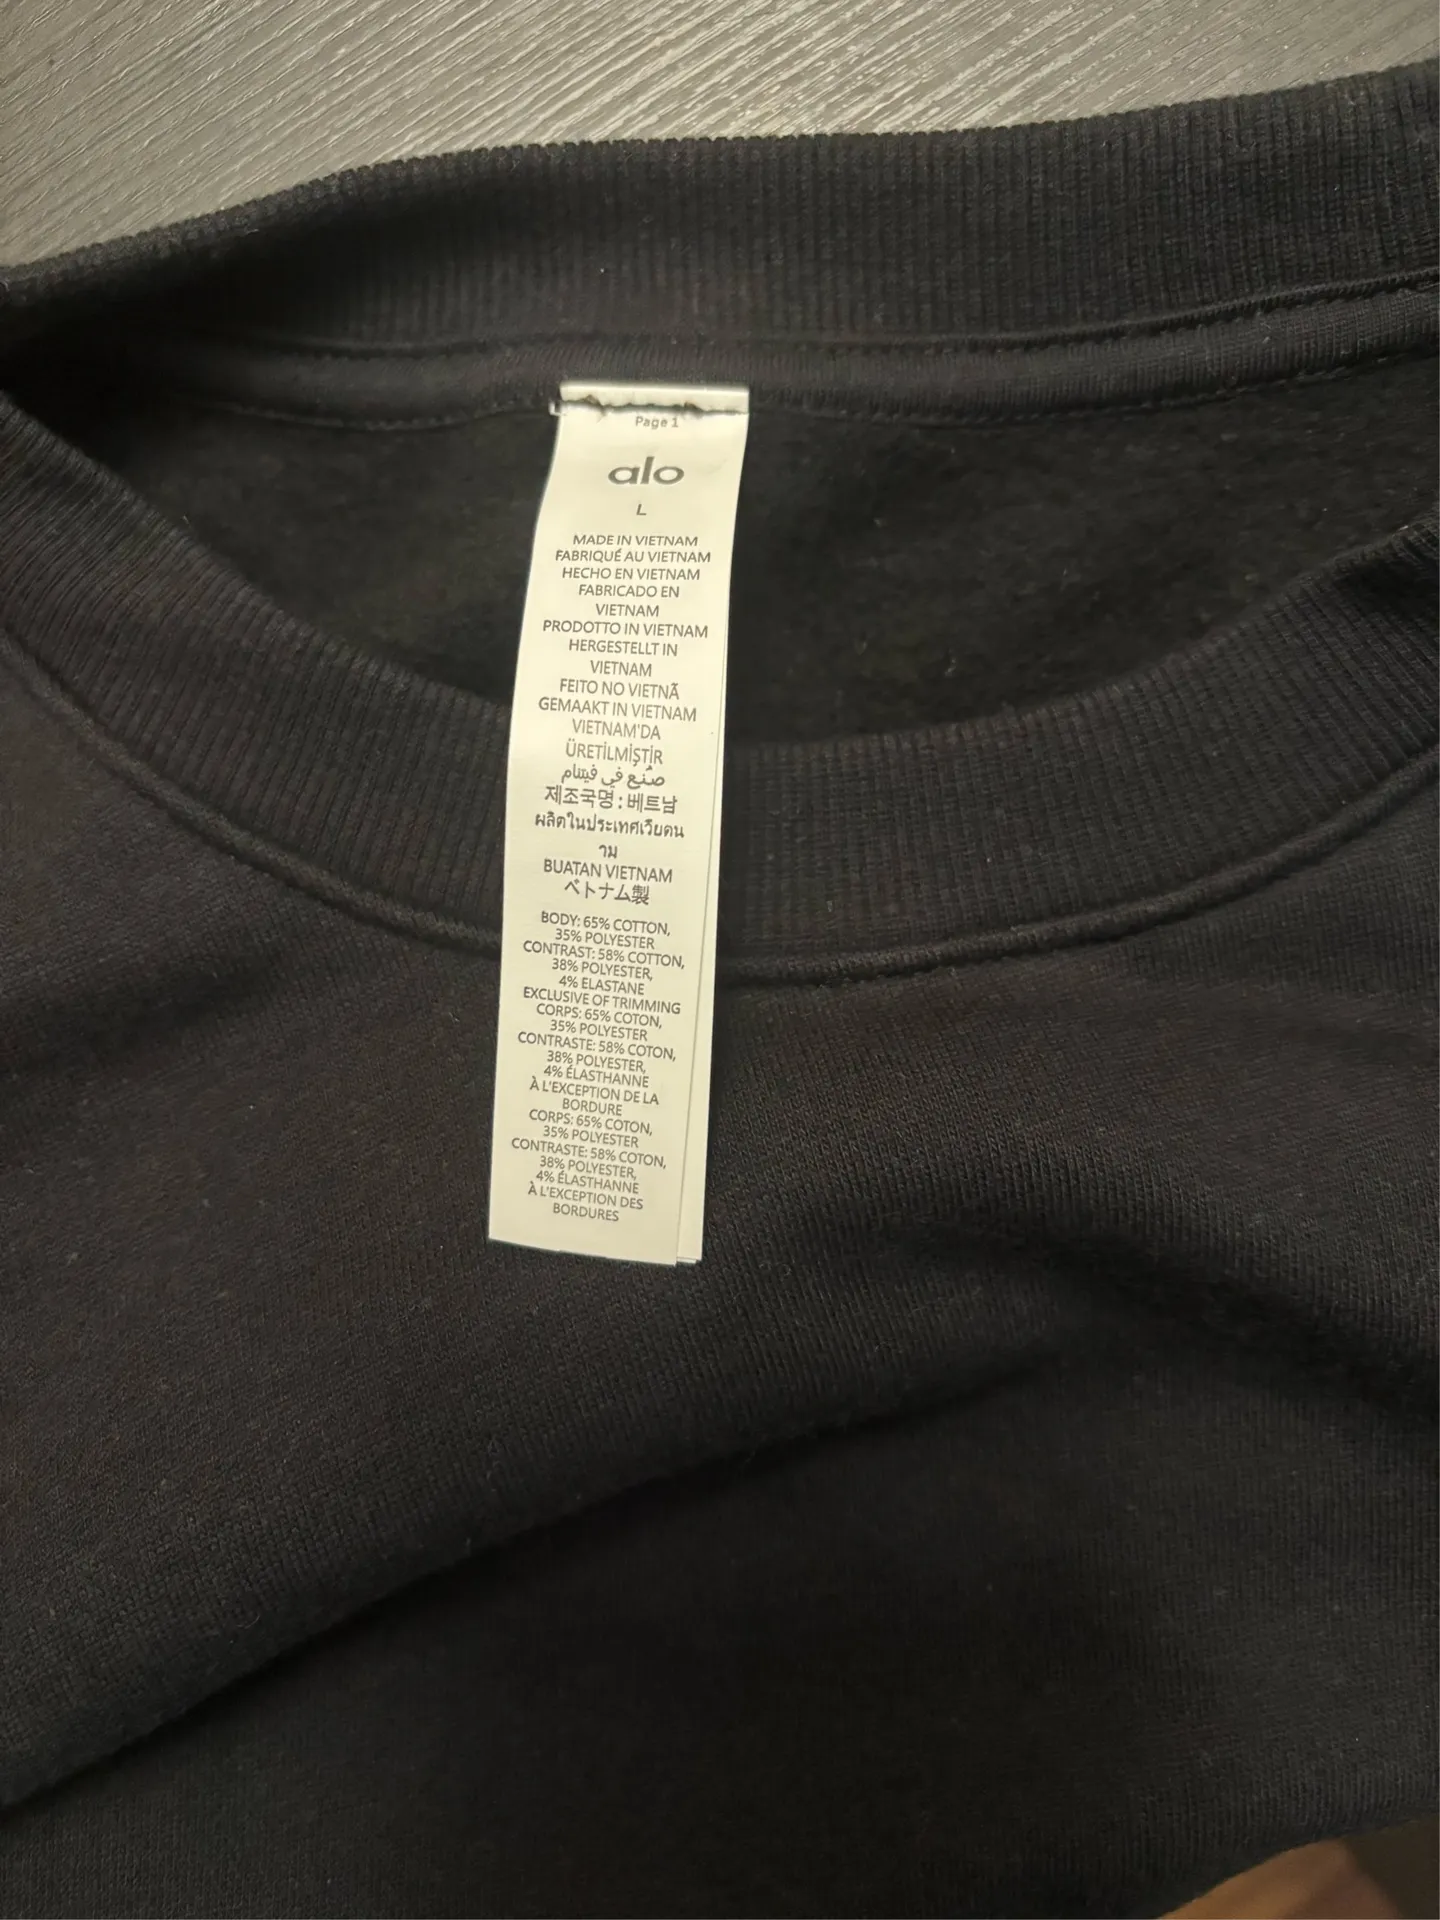 Page 1
alo
L
MADE IN VIETNAM
FABRIQUÉ AU VIETNAM
HECHO EN VIETNAM
FABRICADO EN
VIETNAM
PRODOTTO IN VIETNAM
HERGESTELLT IN
VIETNAM
FEITO NO VIETNÃ
GEMAAKT IN VIETNAM
VIETNAM'DA
ÜRETİLMİŞTİR
صُنع في فيتنام
제조국명 : 베트남
ผลิตในประเทศเวียดน
าม
BUATAN VIETNAM
ベトナム製
BODY: 65% COTTON,
35% POLYESTER
CONTRAST: 58% COTTON,
38% POLYESTER,
4% ELASTANE
EXCLUSIVE OF TRIMMING
CORPS: 65% COTON,
35% POLYESTER
CONTRASTE: 58% COTON,
38% POLYESTER,
4% ÉLASTHANNE
À L'EXCEPTION DE LA
BORDURE
CORPS: 65% COTON,
35% POLYESTER
CONTRASTE: 58% COTON,
38% POLYESTER,
4% ÉLASTHANNE
À L'EXCEPTION DES
BORDURES